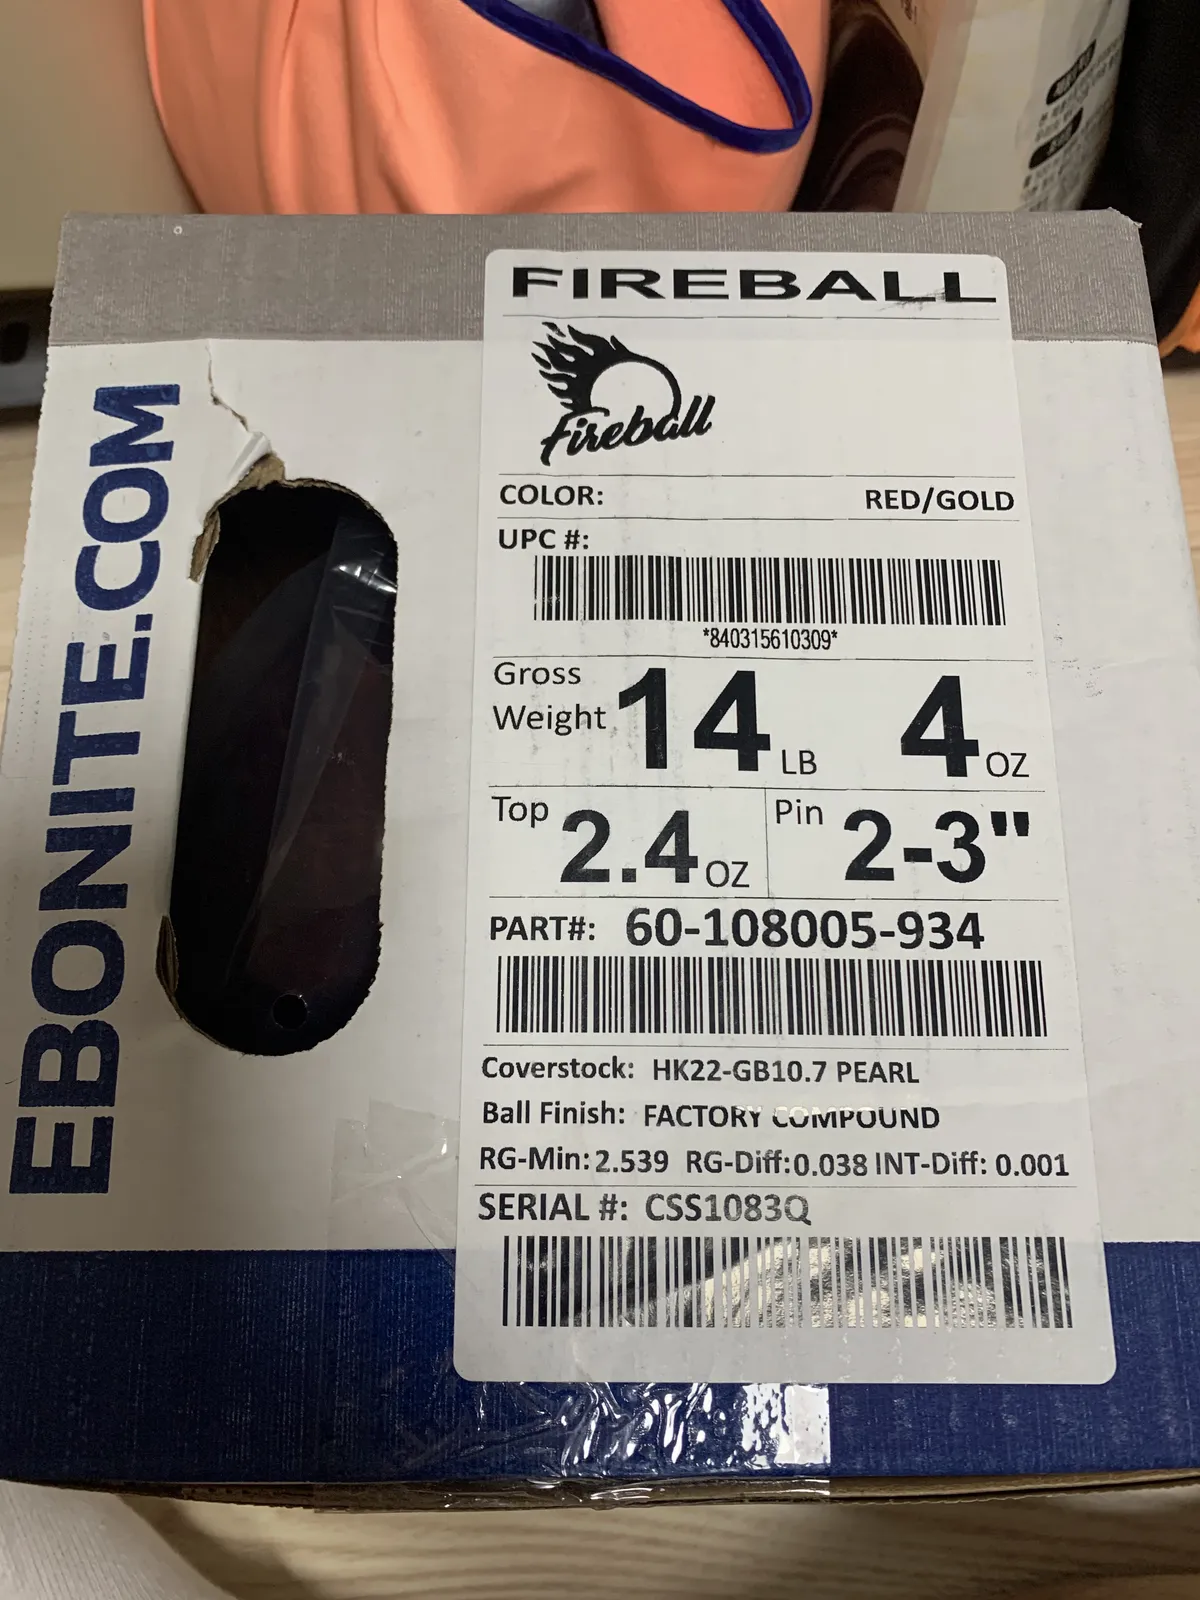 EBONITE.COM
FIREBALL
Fireball
COLOR: RED/GOLD
UPC #:
*840315610309*
Gross Weight 14 LB 4 OZ
Top 2.4 OZ Pin 2-3"
PART#: 60-108005-934
Coverstock: HK22-GB10.7 PEARL
Ball Finish: FACTORY COMPOUND
RG-Min: 2.539 RG-Diff: 0.038 INT-Diff: 0.001
SERIAL #: CSS1083Q